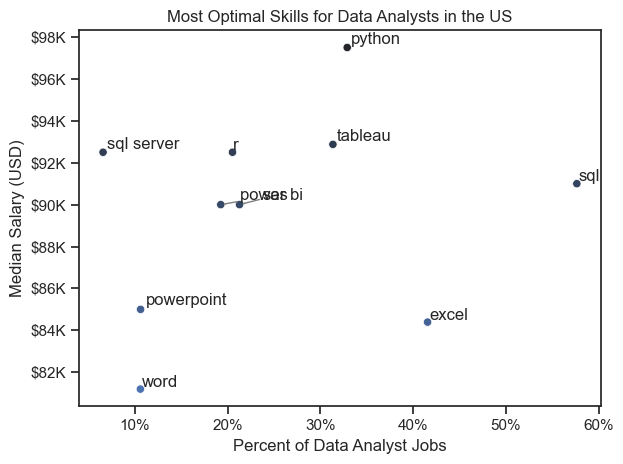 Most Optimal Skills for Data Analysts in the US
$98K
python
$96K
$94K
tableau
sql server
r
$92K
sql
power bi
sas
$90K
$88K
$86K
powerpoint
excel
$84K
$82K
word
10%
20%
30%
40%
50%
60%
Median Salary (USD)
Percent of Data Analyst Jobs